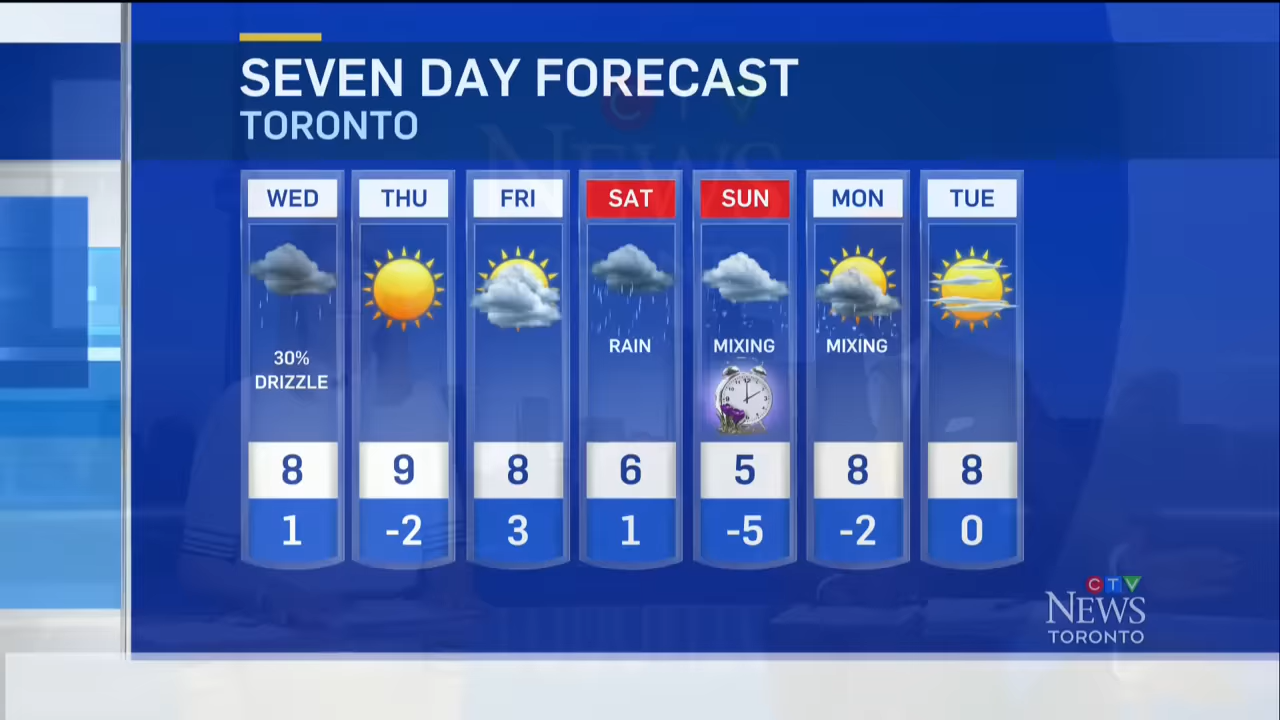 SEVEN DAY FORECAST
TORONTO
WED THU FRI SAT SUN MON TUE
RAIN MIXING MIXING
30%
DRIZZLE
8 9 8 6 5 8 8
1 -2 3 1 -5 -2 0
CTV
NEWS
TORONTO